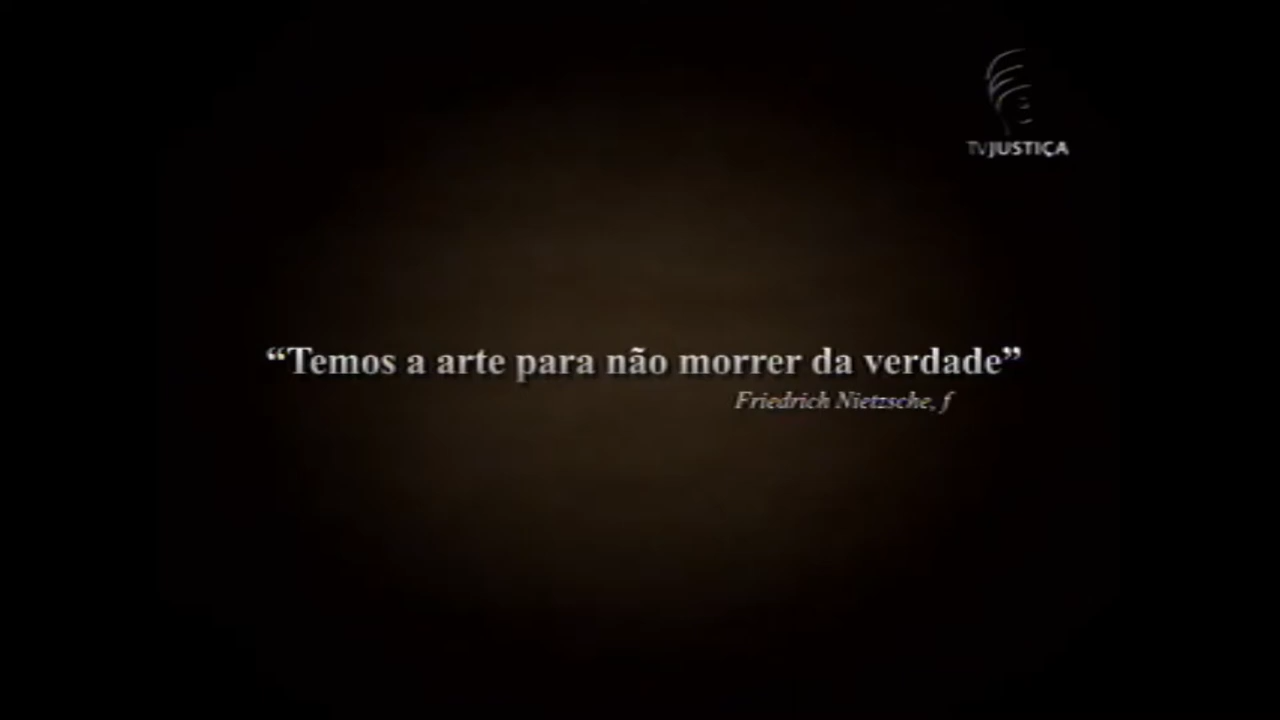 TVJUSTIÇA
“Temos a arte para não morrer da verdade”
Friedrich Nietzsche, f